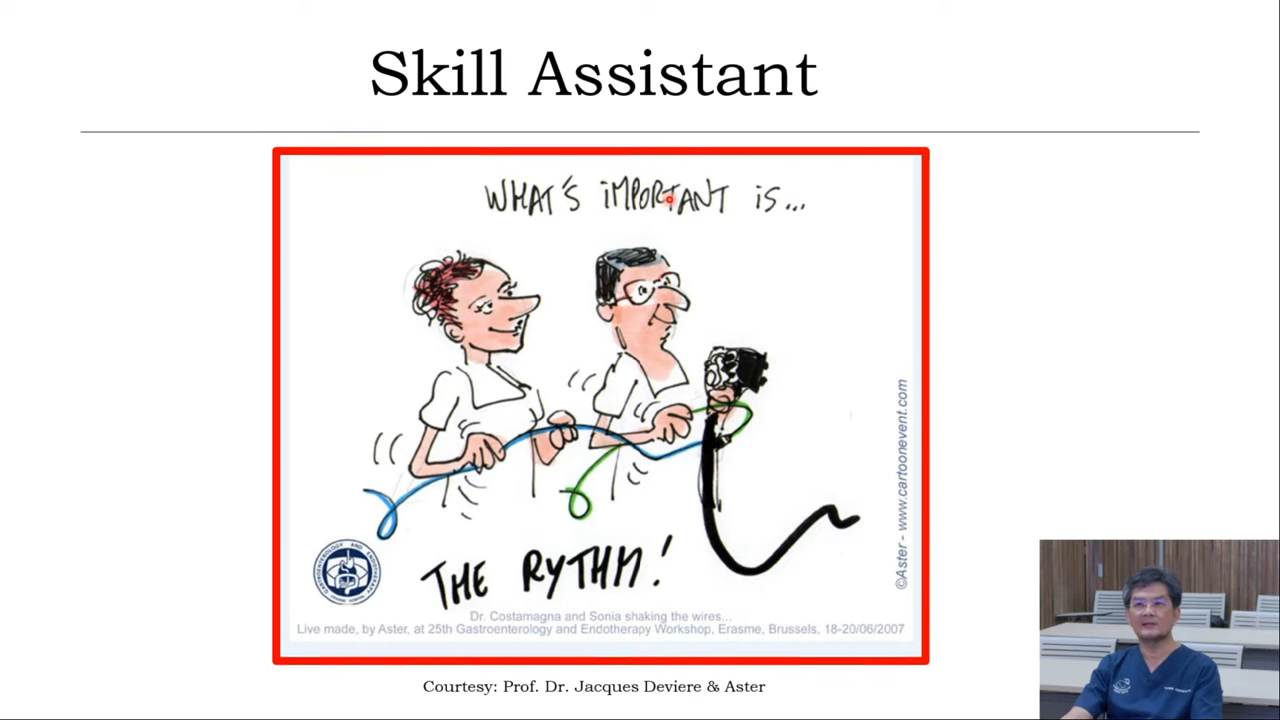 Skill Assistant
WHAT'S iMPORTANT iS...
THE RYTHM!
Dr. Costamagna and Sonia shaking the wires...
Live made, by Aster, at 25th Gastroenterology and Endotherapy Workshop, Erasme, Brussels, 18-20/06/2007
©Aster - www.cartoonevent.com
Courtesy: Prof. Dr. Jacques Deviere & Aster